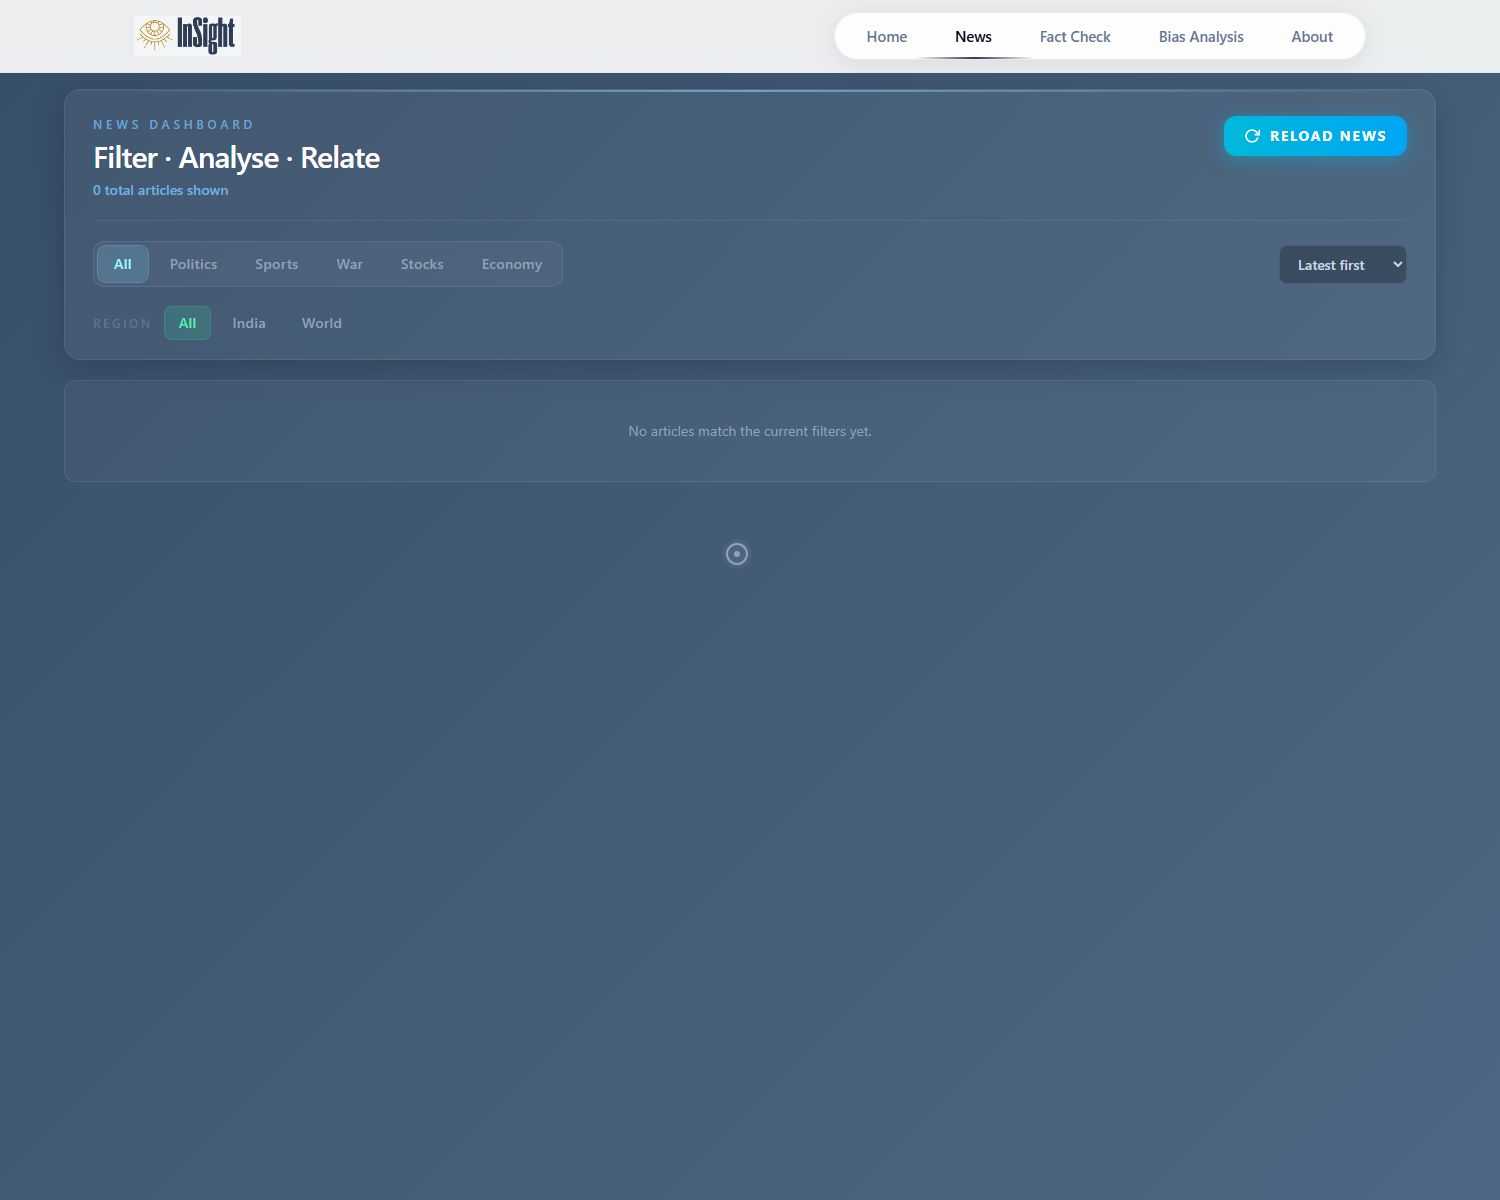 InSight
Home News Fact Check Bias Analysis About
NEWS DASHBOARD
Filter · Analyse · Relate
0 total articles shown
RELOAD NEWS
All Politics Sports War Stocks Economy
Latest first
REGION All India World
No articles match the current filters yet.